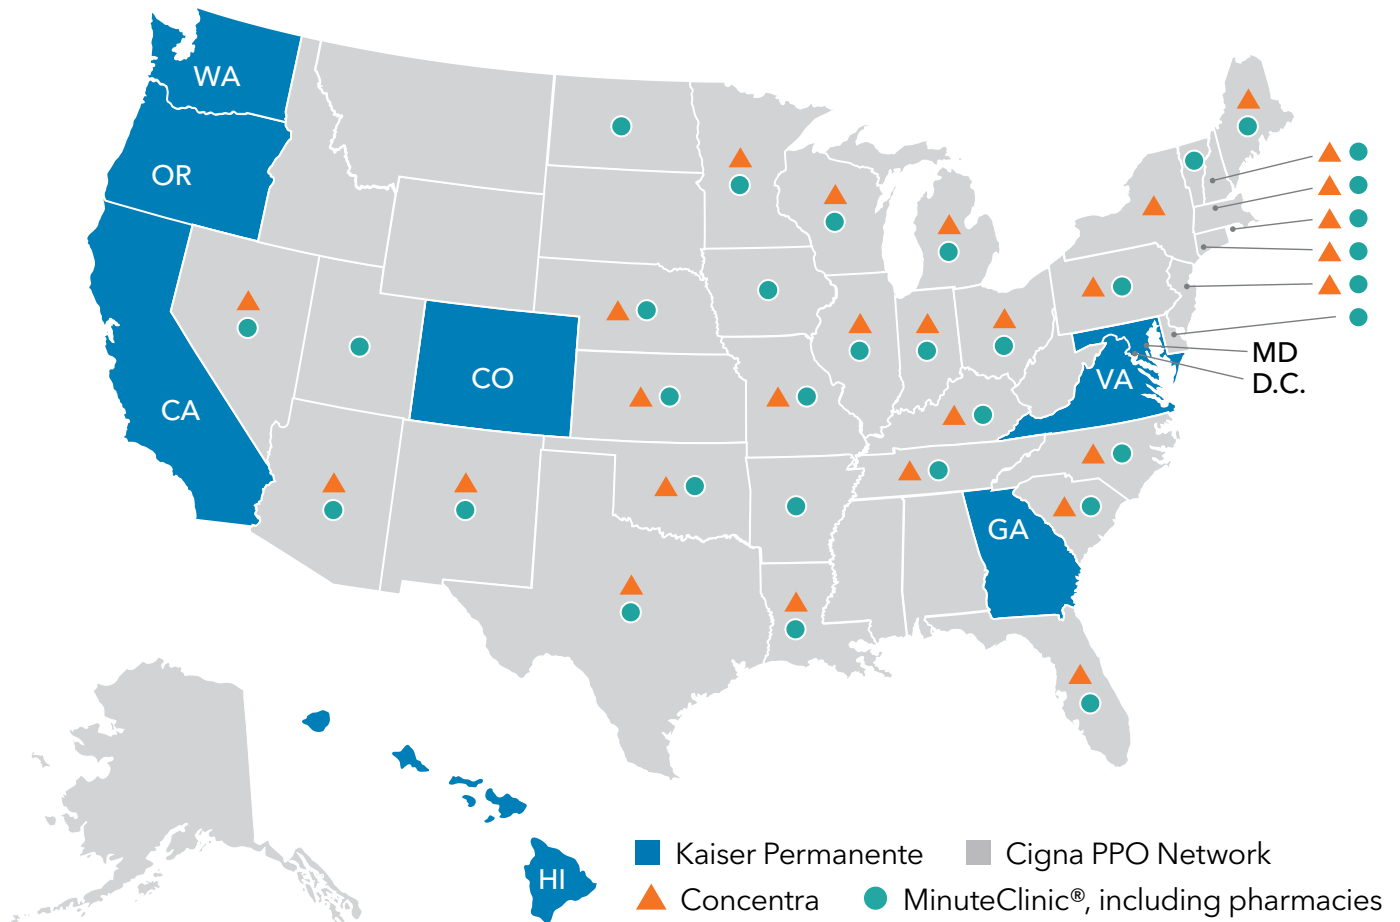 WA
OR
CA
CO
MD
D.C.
VA
GA
HI
Kaiser Permanente
Cigna PPO Network
Concentra
MinuteClinic®, including pharmacies